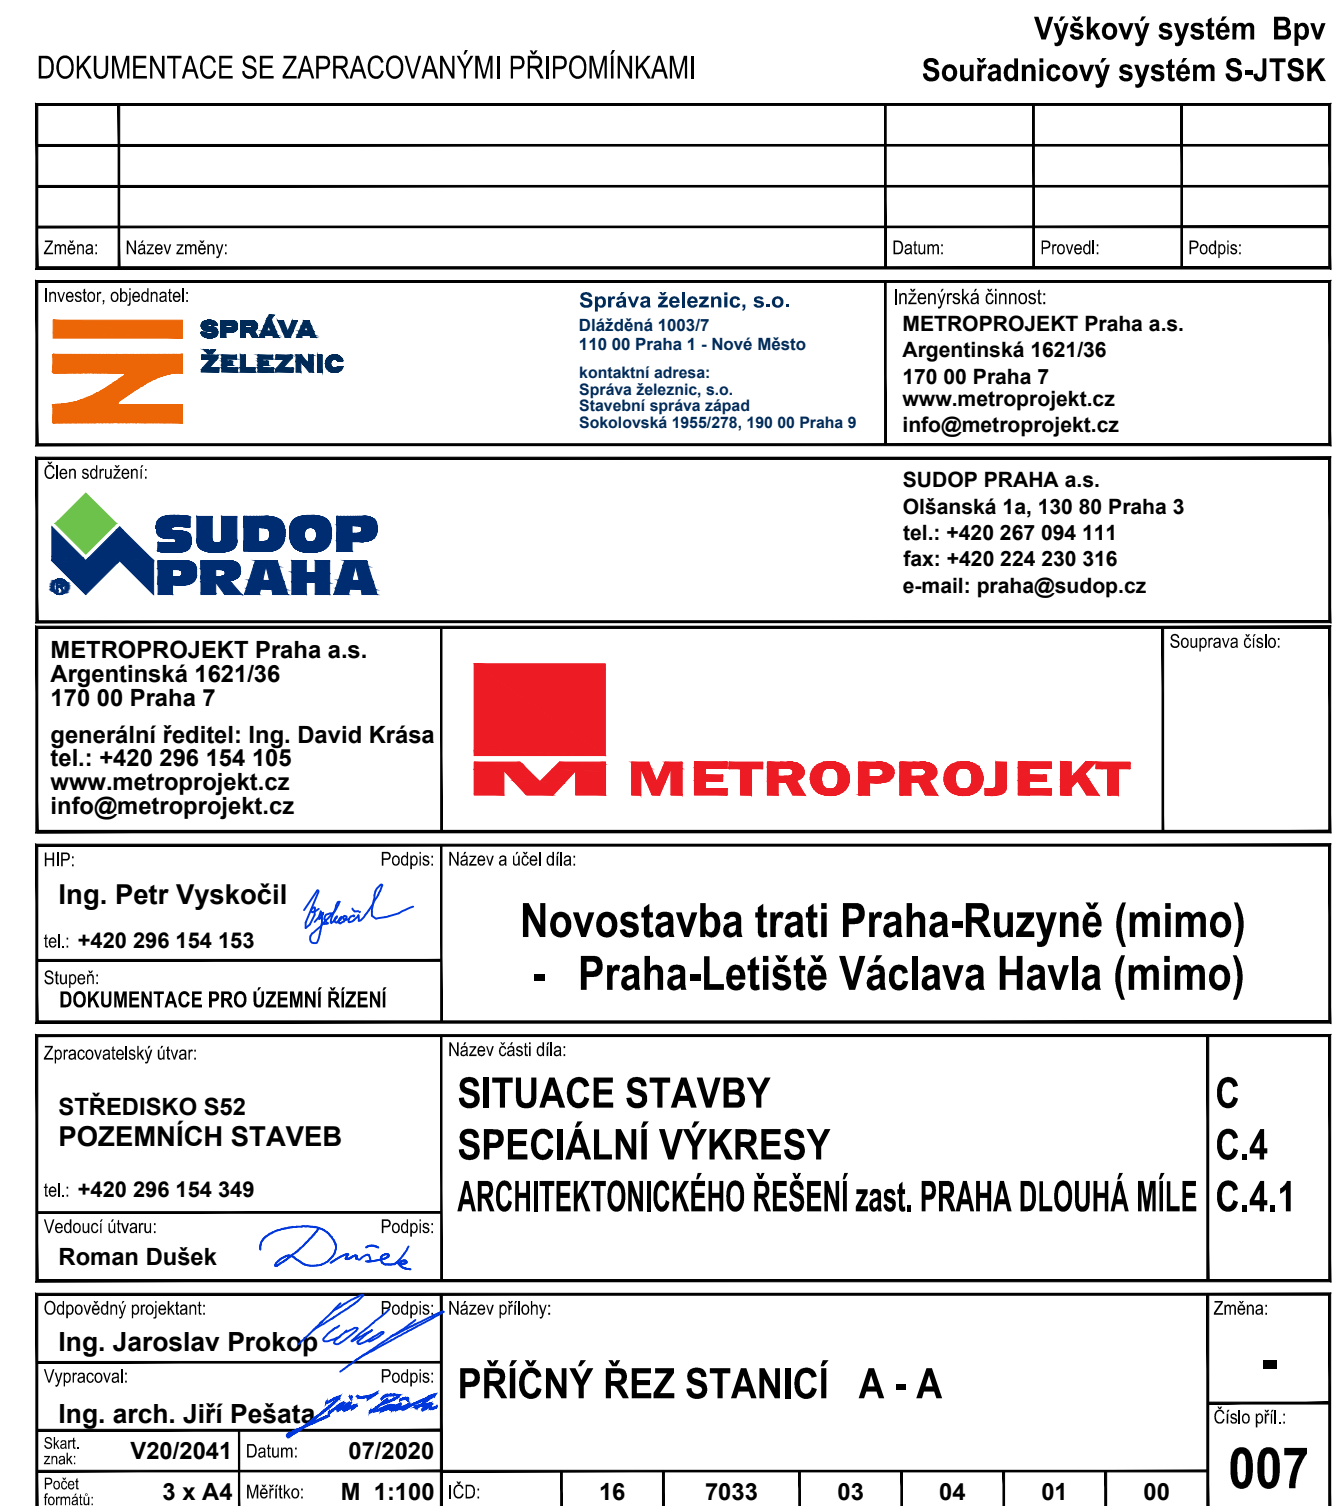 Výškový systém Bpv
DOKUMENTACE SE ZAPRACOVANÝMI PŘIPOMÍNKAMI
Souřadnicový systém S-JTSK
Změna: Název změny: Datum: Provedl: Podpis:
Investor, objednatel:
SPRÁVA
ŽELEZNIC
Správa železnic, s.o.
Dlážděná 1003/7
110 00 Praha 1 - Nové Město
kontaktní adresa:
Správa železnic, s.o.
Stavební správa západ
Sokolovská 1955/278, 190 00 Praha 9
Inženýrská činnost:
METROPROJEKT Praha a.s.
Argentinská 1621/36
170 00 Praha 7
www.metroprojekt.cz
info@metroprojekt.cz
Člen sdružení:
SUDOP
PRAHA
®
SUDOP PRAHA a.s.
Olšanská 1a, 130 80 Praha 3
tel.: +420 267 094 111
fax: +420 224 230 316
e-mail: praha@sudop.cz
METROPROJEKT Praha a.s.
Argentinská 1621/36
170 00 Praha 7
generální ředitel: Ing. David Krása
tel.: +420 296 154 105
www.metroprojekt.cz
info@metroprojekt.cz
METROPROJEKT
Souprava číslo:
HIP: Podpis:
Ing. Petr Vyskočil Vyskočil
tel.: +420 296 154 153
Stupeň:
DOKUMENTACE PRO ÚZEMNÍ ŘÍZENÍ
Název a účel díla:
Novostavba trati Praha-Ruzyně (mimo)
- Praha-Letiště Václava Havla (mimo)
Zpracovatelský útvar:
STŘEDISKO S52
POZEMNÍCH STAVEB
tel.: +420 296 154 349
Vedoucí útvaru: Podpis:
Roman Dušek Dušek
Název části díla:
SITUACE STAVBY C
SPECIÁLNÍ VÝKRESY C.4
ARCHITEKTONICKÉHO ŘEŠENÍ zast. PRAHA DLOUHÁ MÍLE C.4.1
Odpovědný projektant: Podpis:
Ing. Jaroslav Prokop Prokop
Vypracoval: Podpis:
Ing. arch. Jiří Pešata Jiří Pešata
Skart. znak: V20/2041 Datum: 07/2020
Počet formátů: 3 x A4 Měřítko: M 1:100
Název přílohy:
PŘÍČNÝ ŘEZ STANICÍ A - A
Změna:
-
Číslo příl.:
007
IČD: 16 7033 03 04 01 00